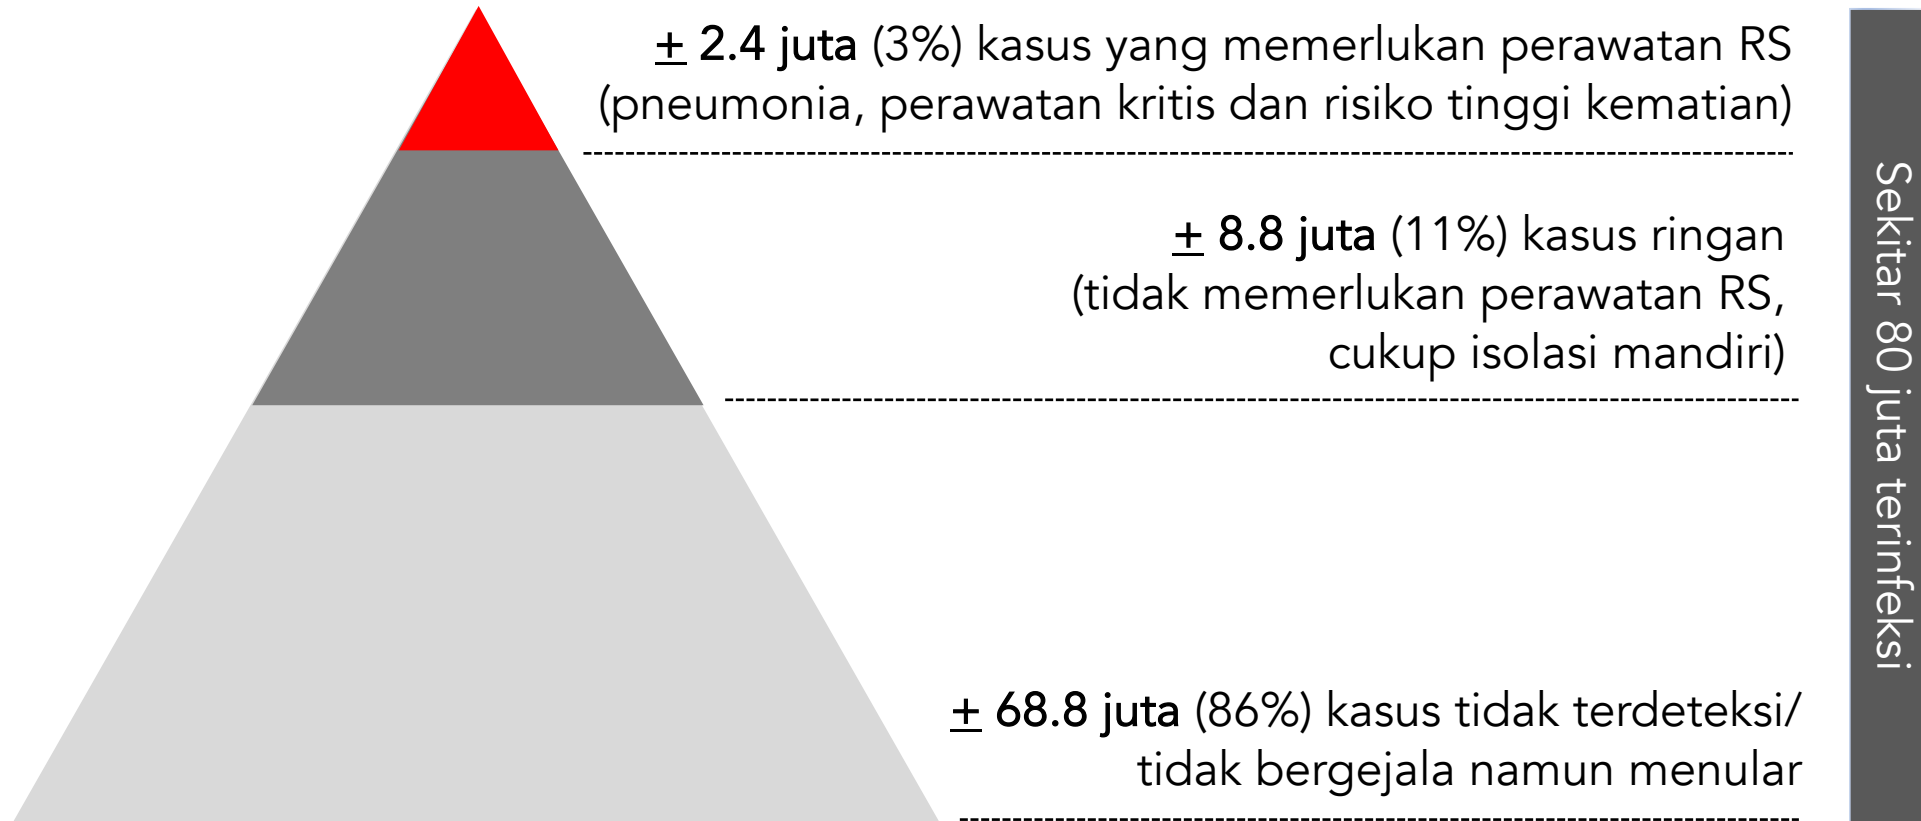 ± 2.4 juta (3%) kasus yang memerlukan perawatan RS
(pneumonia, perawatan kritis dan risiko tinggi kematian)
± 8.8 juta (11%) kasus ringan
(tidak memerlukan perawatan RS,
cukup isolasi mandiri)
± 68.8 juta (86%) kasus tidak terdeteksi/
tidak bergejala namun menular
Sekitar 80 juta terinfeksi